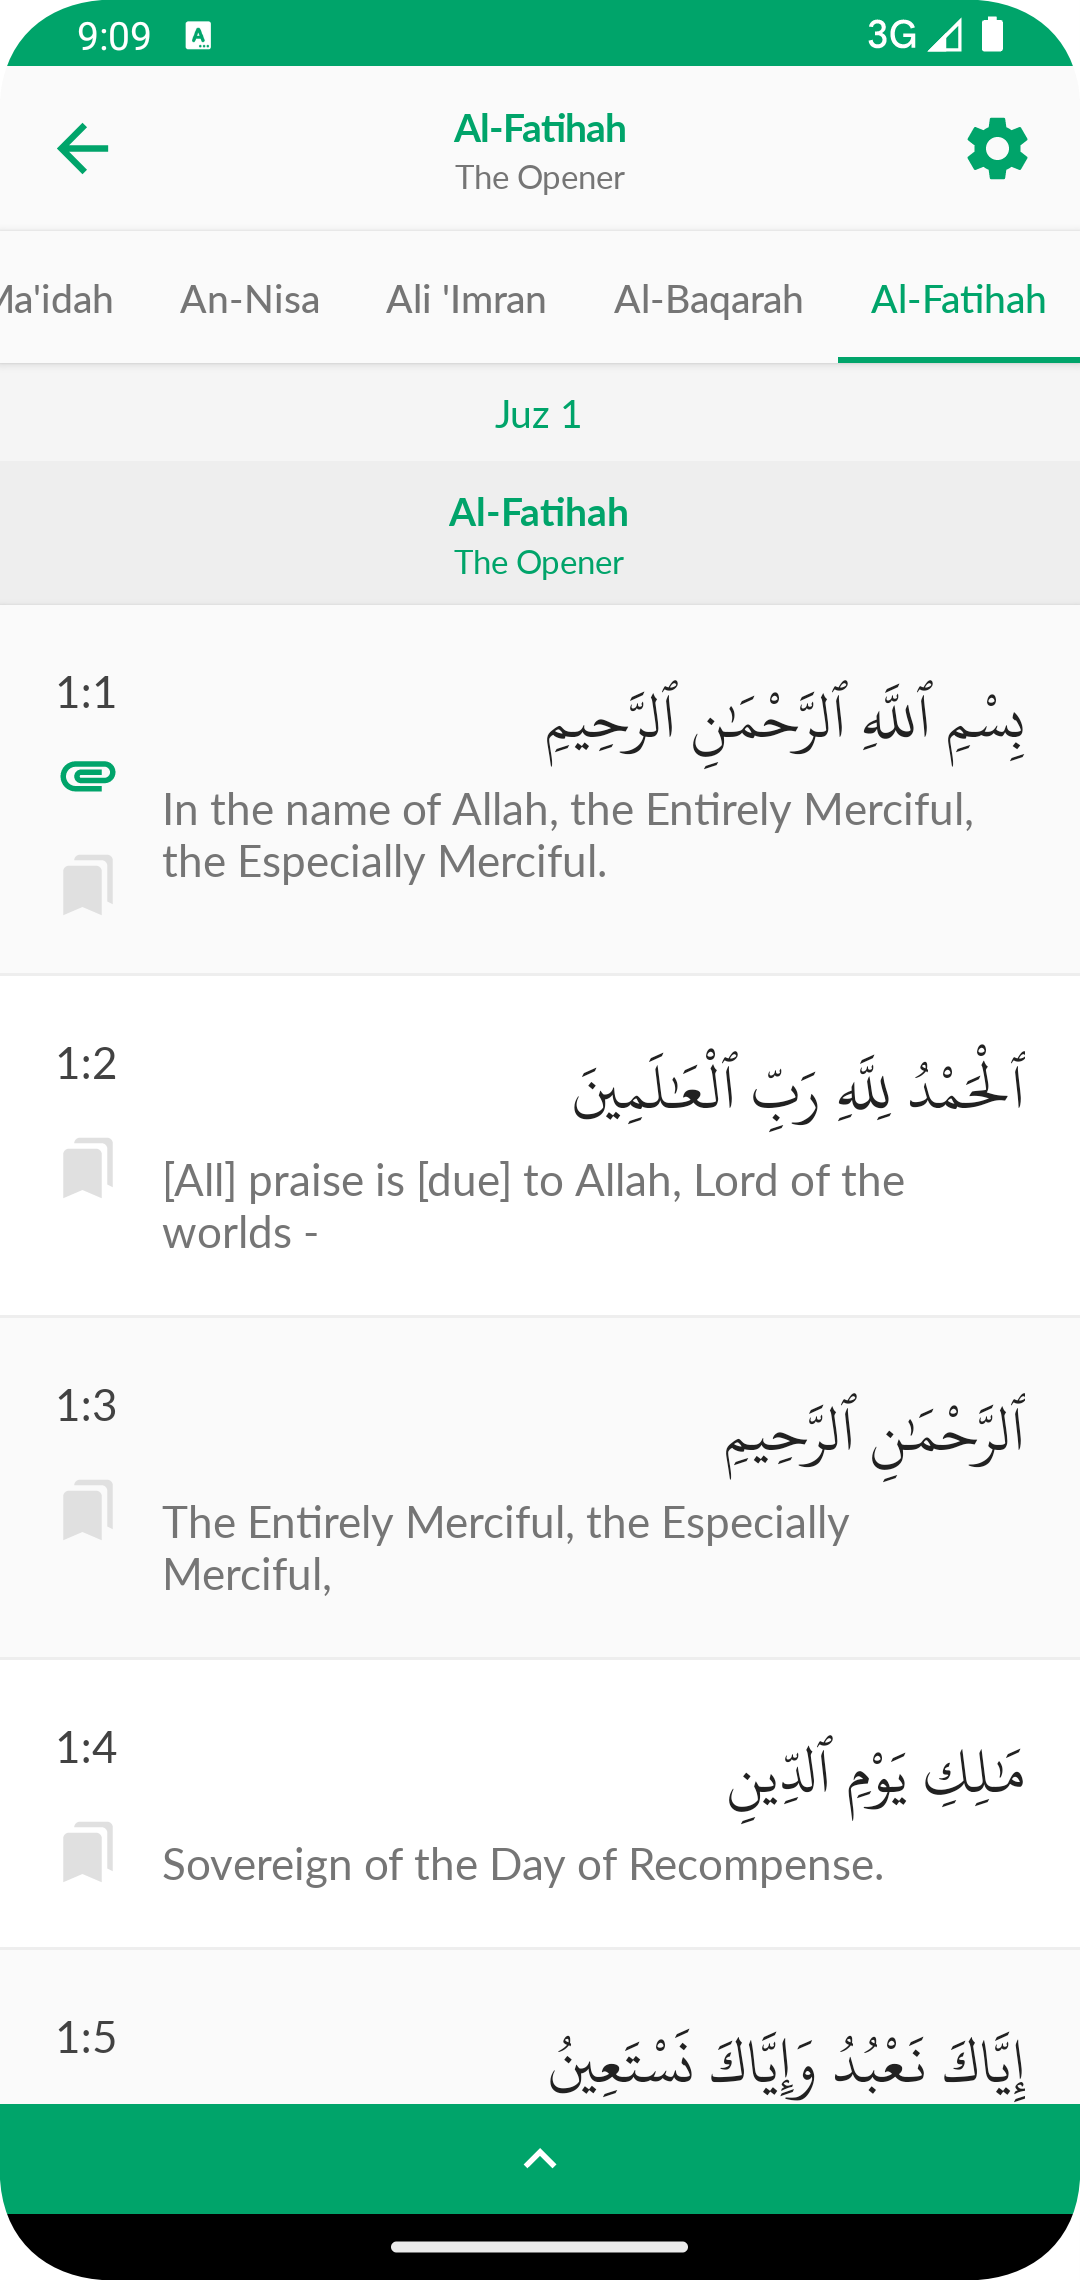 9:09
3G
Al-Fatihah
The Opener
Ma'idah
An-Nisa
Ali 'Imran
Al-Baqarah
Al-Fatihah
Juz 1
Al-Fatihah
The Opener
1:1
بِسْمِ ٱللَّهِ ٱلرَّحْمَـٰنِ ٱلرَّحِيمِ
In the name of Allah, the Entirely Merciful,
the Especially Merciful.
1:2
ٱلْحَمْدُ لِلَّهِ رَبِّ ٱلْعَـٰلَمِينَ
[All] praise is [due] to Allah, Lord of the
worlds -
1:3
ٱلرَّحْمَـٰنِ ٱلرَّحِيمِ
The Entirely Merciful, the Especially
Merciful,
1:4
مَـٰلِكِ يَوْمِ ٱلدِّينِ
Sovereign of the Day of Recompense.
1:5
إِيَّاكَ نَعْبُدُ وَإِيَّاكَ نَسْتَعِينُ